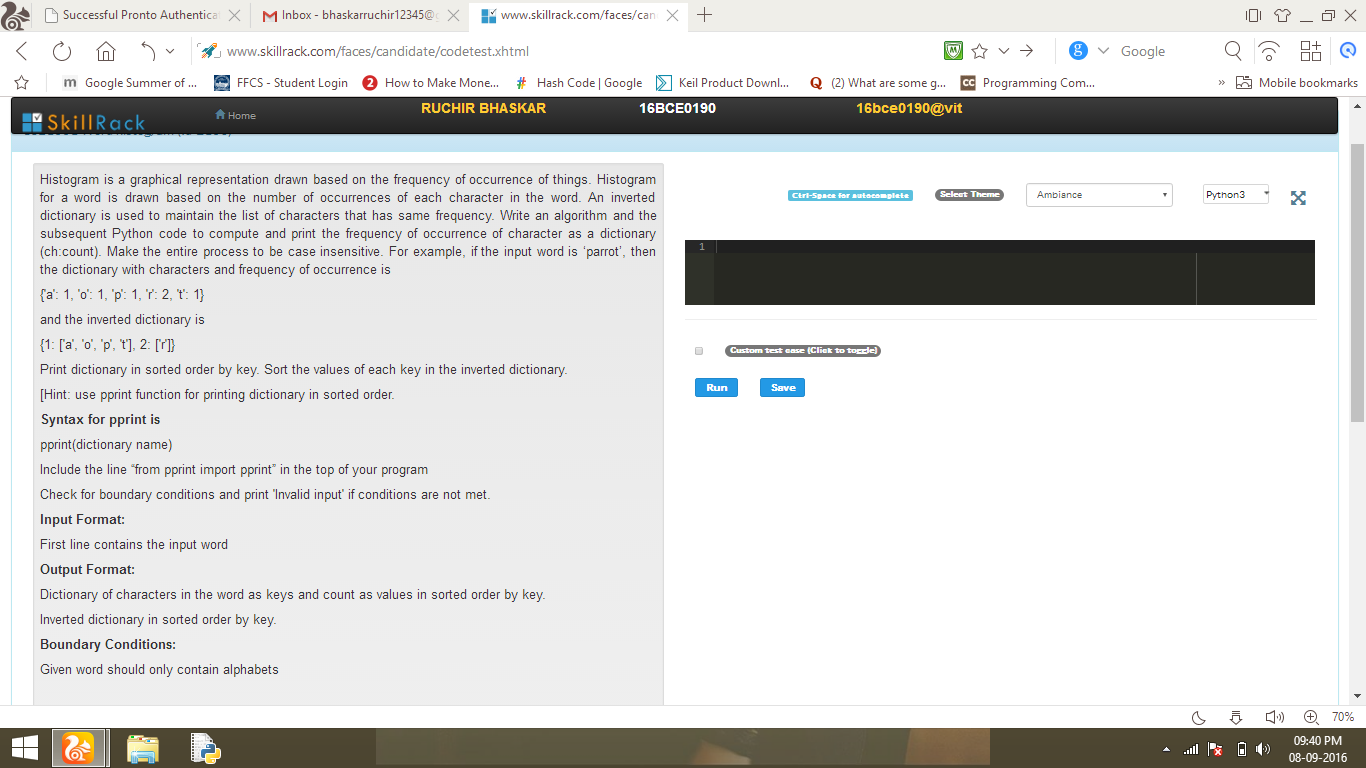 Successful Pronto Authentica
Inbox - bhaskarruchir12345@g
www.skillrack.com/faces/can
www.skillrack.com/faces/candidate/codetest.xhtml
Google
Google Summer of ...
FFCS - Student Login
How to Make Mone...
Hash Code | Google
Keil Product Downl...
(2) What are some g...
Programming Com...
»
Mobile bookmarks
SkillRack
Home
RUCHIR BHASKAR
16BCE0190
16bce0190@vit
Histogram is a graphical representation drawn based on the frequency of occurrence of things. Histogram
for a word is drawn based on the number of occurrences of each character in the word. An inverted
dictionary is used to maintain the list of characters that has same frequency. Write an algorithm and the
subsequent Python code to compute and print the frequency of occurrence of character as a dictionary
(ch:count). Make the entire process to be case insensitive. For example, if the input word is ‘parrot’, then
the dictionary with characters and frequency of occurrence is
{'a': 1, 'o': 1, 'p': 1, 'r': 2, 't': 1}
and the inverted dictionary is
{1: ['a', 'o', 'p', 't'], 2: ['r']}
Print dictionary in sorted order by key. Sort the values of each key in the inverted dictionary.
[Hint: use pprint function for printing dictionary in sorted order.
Syntax for pprint is
pprint(dictionary name)
Include the line “from pprint import pprint” in the top of your program
Check for boundary conditions and print 'Invalid input' if conditions are not met.
Input Format:
First line contains the input word
Output Format:
Dictionary of characters in the word as keys and count as values in sorted order by key.
Inverted dictionary in sorted order by key.
Boundary Conditions:
Given word should only contain alphabets
Ctrl-Space for autocomplete
Select Theme
Ambiance
Python3
1
Custom test case (Click to toggle)
Run
Save
70%
09:40 PM
08-09-2016